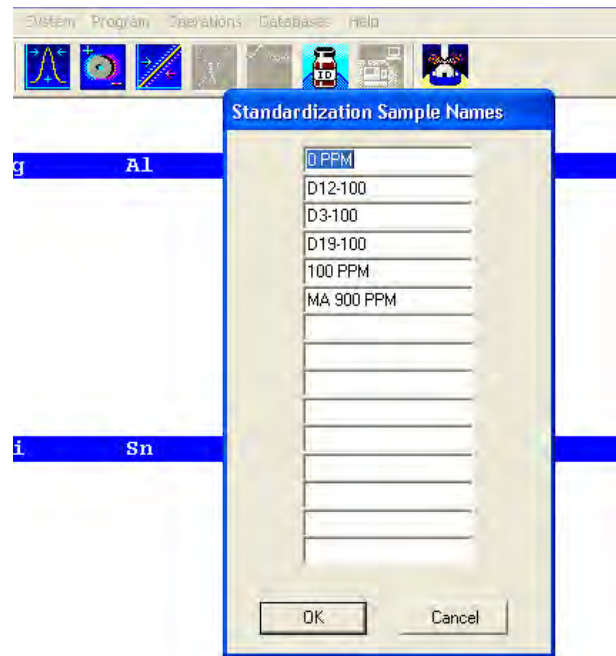 System Program Operations Databases Help
ID
Standardization Sample Names
g Al
0 PPM
D12-100
D3-100
D19-100
100 PPM
MA 900 PPM
i Sn
OK Cancel